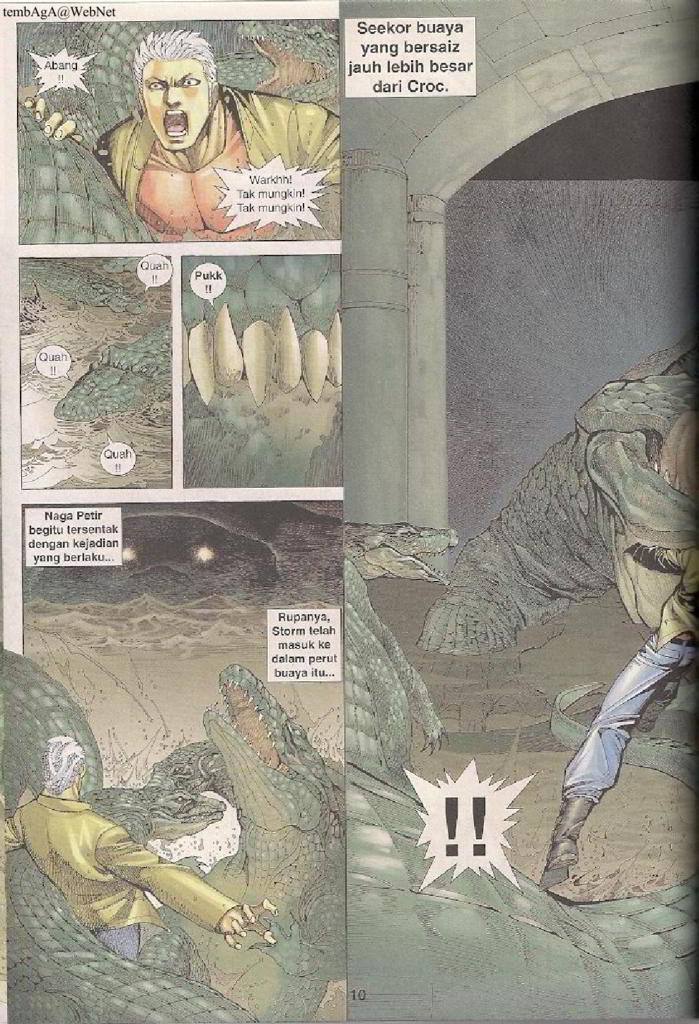 tembAgA@WebNet
Abang
!!
Warkhh!
Tak mungkin!
Tak mungkin!
Quah
!!
Quah
!!
Quah
!!
Pukk
!!
Naga Petir
begitu tersentak
dengan kejadian
yang berlaku...
Rupanya,
Storm telah
masuk ke
dalam perut
buaya itu...
Seekor buaya
yang bersaiz
jauh lebih besar
dari Croc.
!!
10